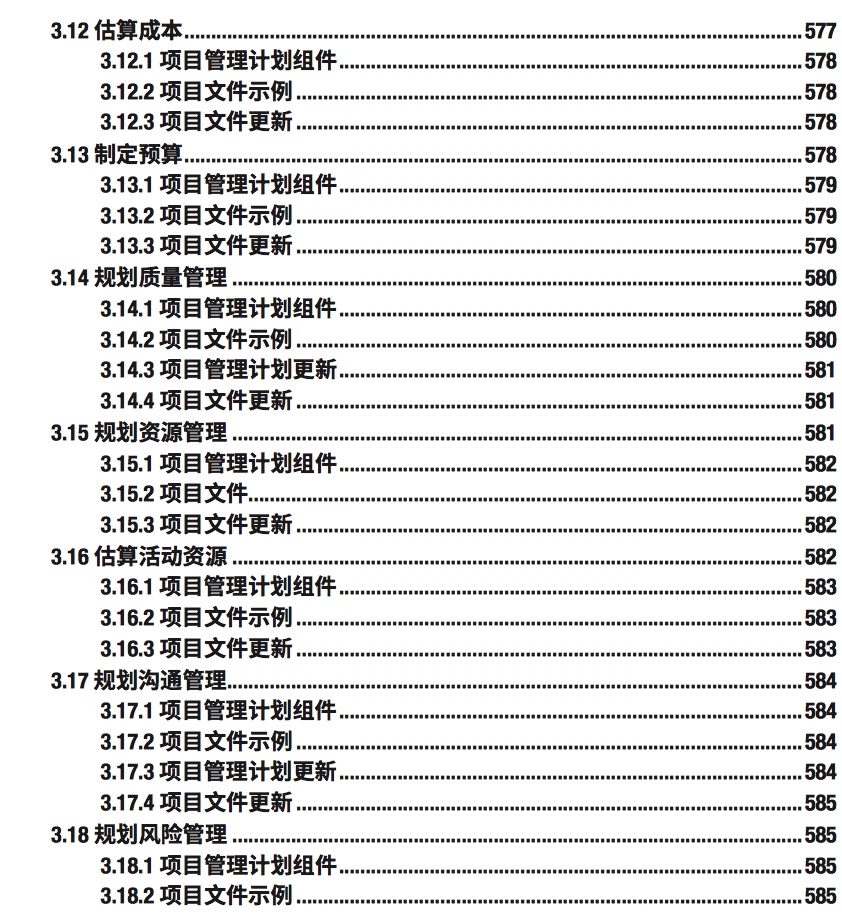 3.12 估算成本 577
3.12.1 项目管理计划组件 578
3.12.2 项目文件示例 578
3.12.3 项目文件更新 578
3.13 制定预算 578
3.13.1 项目管理计划组件 579
3.13.2 项目文件示例 579
3.13.3 项目文件更新 579
3.14 规划质量管理 580
3.14.1 项目管理计划组件 580
3.14.2 项目文件示例 580
3.14.3 项目管理计划更新 581
3.14.4 项目文件更新 581
3.15 规划资源管理 581
3.15.1 项目管理计划组件 582
3.15.2 项目文件 582
3.15.3 项目文件更新 582
3.16 估算活动资源 582
3.16.1 项目管理计划组件 583
3.16.2 项目文件示例 583
3.16.3 项目文件更新 583
3.17 规划沟通管理 584
3.17.1 项目管理计划组件 584
3.17.2 项目文件示例 584
3.17.3 项目管理计划更新 584
3.17.4 项目文件更新 585
3.18 规划风险管理 585
3.18.1 项目管理计划组件 585
3.18.2 项目文件示例 585